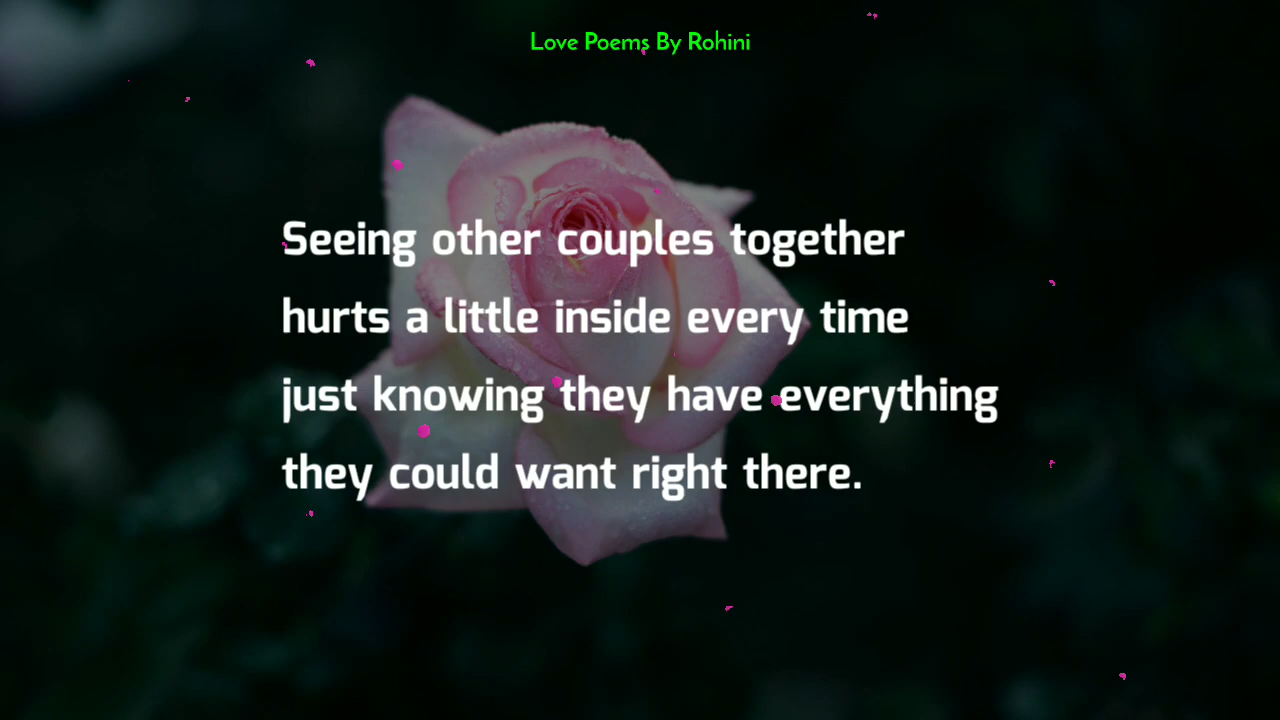 Love Poems By Rohini
Seeing other couples together
hurts a little inside every time
just knowing they have everything
they could want right there.